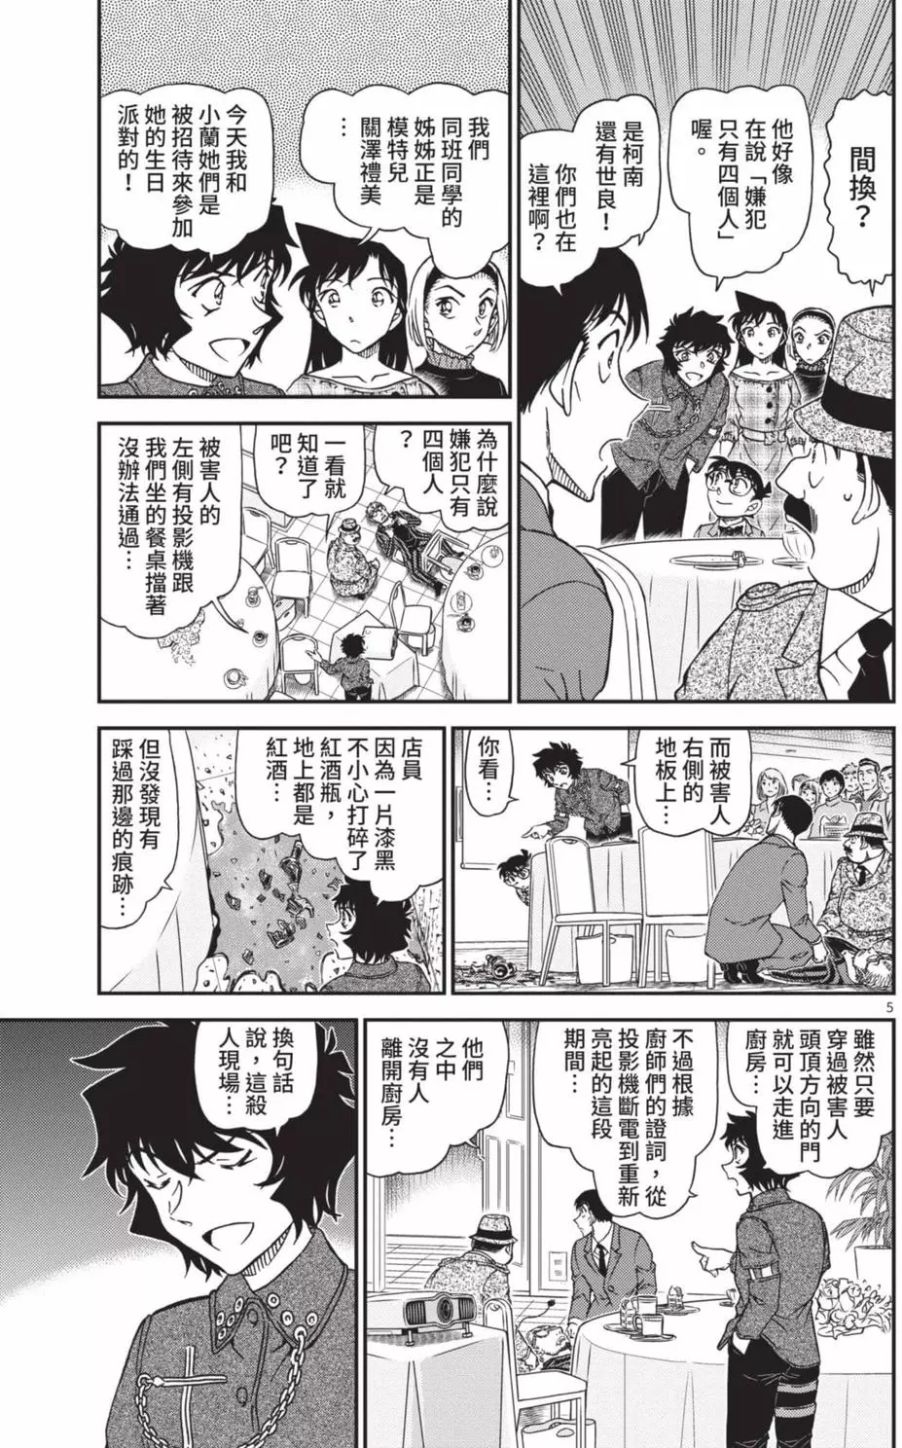 間換？
他好像
在說「嫌犯
只有四個人」
喔。
是柯南
還有世良！
你們也在
這裡啊？
我們
同班同學的
姊姊正是
模特兒
關澤禮美
…
今天我和
小蘭她們是
被招待來參加
她的生日
派對的！
為什麼說
嫌犯只有
四個人
？
一看就
知道了
吧？
被害人的
左側有投影機跟
我們坐的餐桌擋著
沒辦法通過…
而被害人
右側的
地板上…
你看…
店員
因為一片漆黑
不小心打碎了
紅酒瓶，
地上都是
紅酒…
但沒發現有
踩過那邊的痕跡…
5
雖然只要
穿過被害人
頭頂方向的門
就可以走進
廚房…
不過根據
廚師們的證詞，從
投影機斷電到重新
亮起的這段
期間…
他們
之中
沒有人
離開廚房…
換句話
說，這殺
人現場…